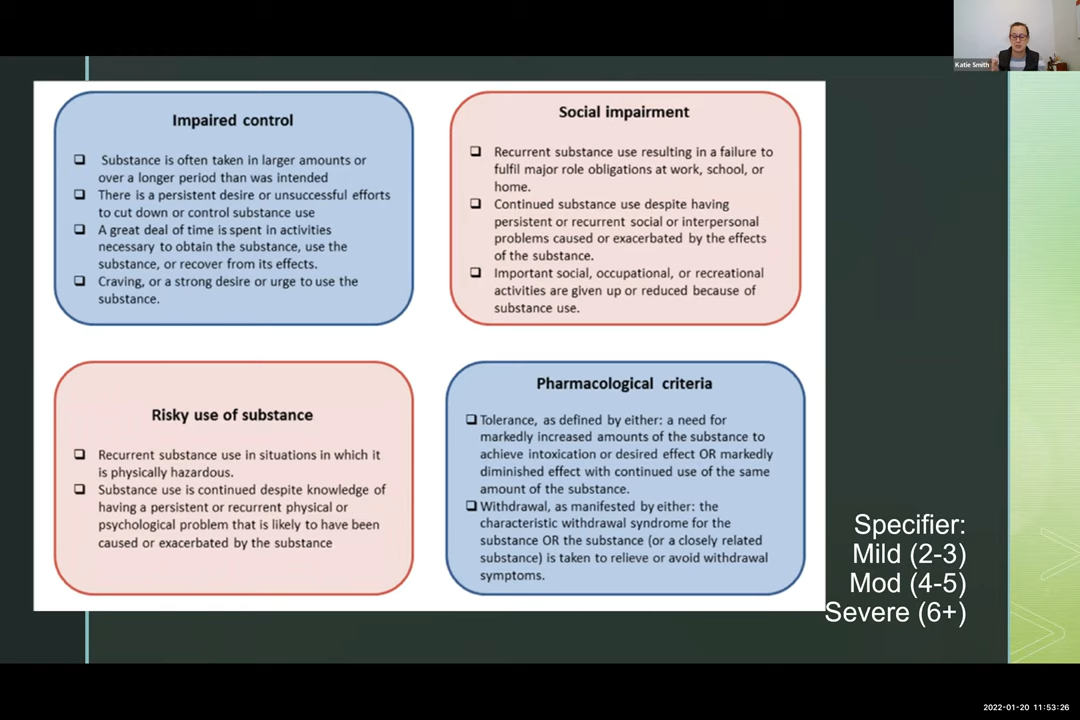 Katie Smith
Impaired control
❑ Substance is often taken in larger amounts or
over a longer period than was intended
❑ There is a persistent desire or unsuccessful efforts
to cut down or control substance use
❑ A great deal of time is spent in activities
necessary to obtain the substance, use the
substance, or recover from its effects.
❑ Craving, or a strong desire or urge to use the
substance.
Social impairment
❑ Recurrent substance use resulting in a failure to
fulfil major role obligations at work, school, or
home.
❑ Continued substance use despite having
persistent or recurrent social or interpersonal
problems caused or exacerbated by the effects
of the substance.
❑ Important social, occupational, or recreational
activities are given up or reduced because of
substance use.
Risky use of substance
❑ Recurrent substance use in situations in which it
is physically hazardous.
❑ Substance use is continued despite knowledge of
having a persistent or recurrent physical or
psychological problem that is likely to have been
caused or exacerbated by the substance
Pharmacological criteria
❑ Tolerance, as defined by either: a need for
markedly increased amounts of the substance to
achieve intoxication or desired effect OR markedly
diminished effect with continued use of the same
amount of the substance.
❑ Withdrawal, as manifested by either: the
characteristic withdrawal syndrome for the
substance OR the substance (or a closely related
substance) is taken to relieve or avoid withdrawal
symptoms.
Specifier:
Mild (2-3)
Mod (4-5)
Severe (6+)
2022-01-20 11:53:26